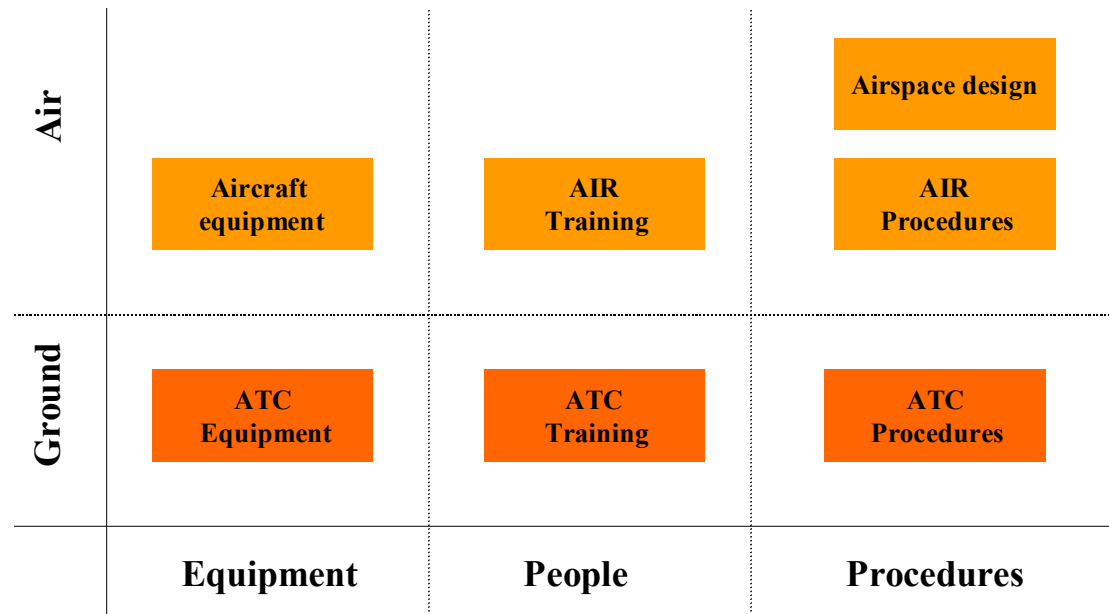 Air
Airspace design
Aircraft
equipment
AIR
Training
AIR
Procedures
Ground
ATC
Equipment
ATC
Training
ATC
Procedures
Equipment
People
Procedures